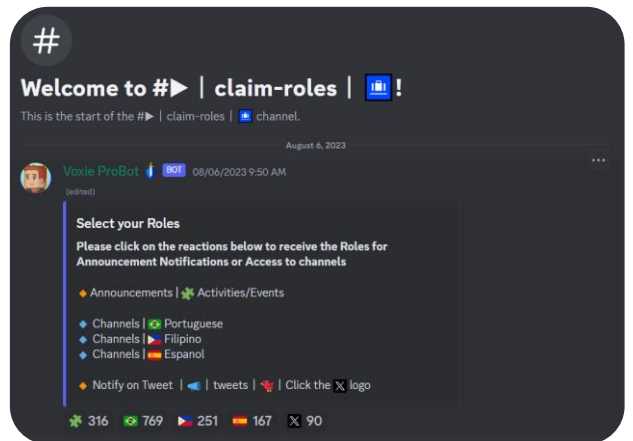 #
Welcome to #▶ | claim-roles | 🛄!
This is the start of the #▶ | claim-roles | 🛄 channel.
August 6, 2023
Voxie ProBot BOT 08/06/2023 9:50 AM
(edited)
Select your Roles
Please click on the reactions below to receive the Roles for
Announcement Notifications or Access to channels
🔸 Announcements | 🧩 Activities/Events
🔹 Channels | 🇧🇷 Portuguese
🔹 Channels | 🇵🇭 Filipino
🔹 Channels | 🇪🇸 Espanol
🔸 Notify on Tweet | 📣 | tweets | 🐦 | Click the X logo
🧩 316 🇧🇷 769 🇵🇭 251 🇪🇸 167 X 90